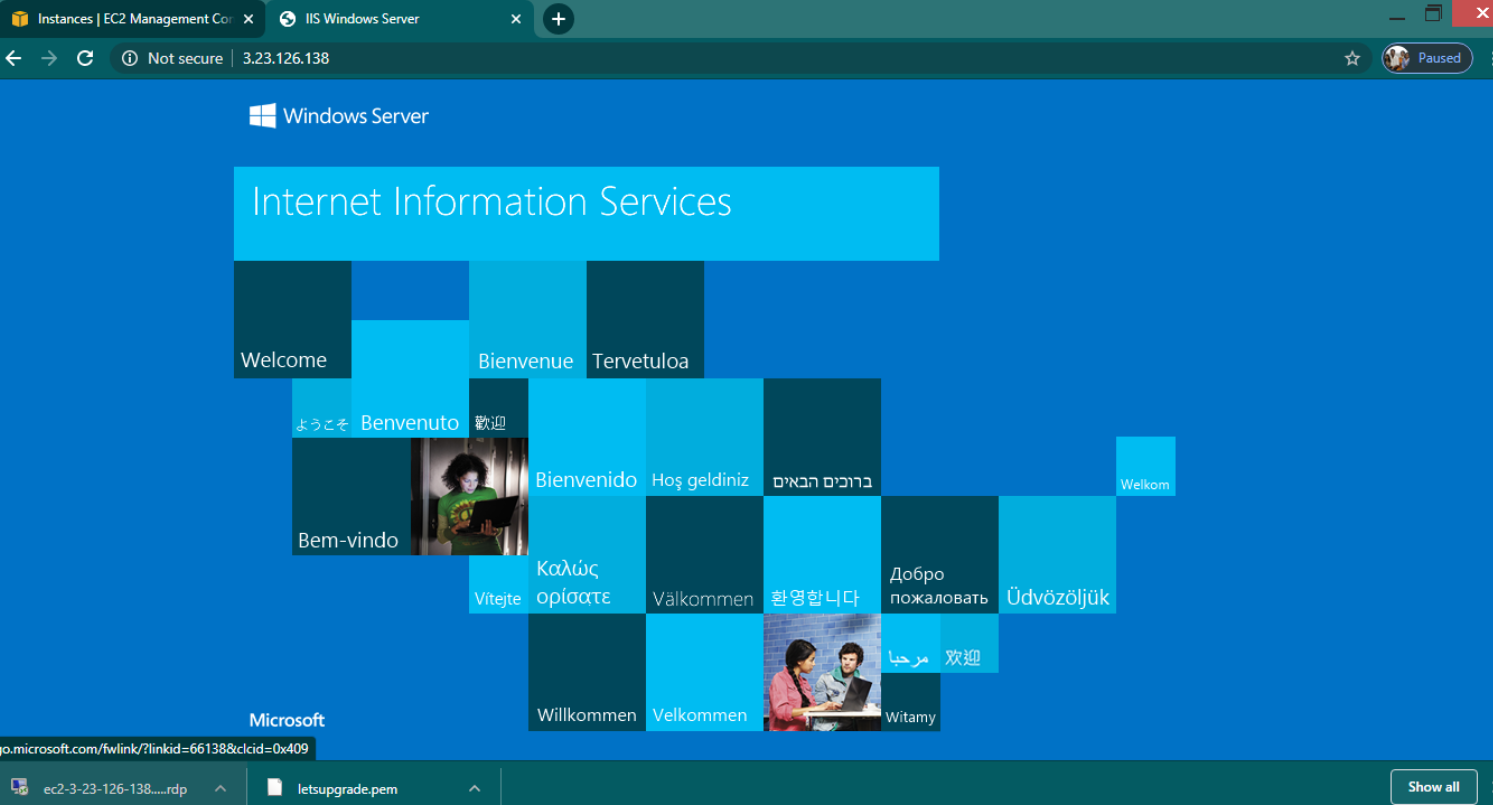 Instances | EC2 Management Cor
IIS Windows Server
Not secure
3.23.126.138
Paused
Windows Server
Internet Information Services
Welcome
Bienvenue
Tervetuloa
ようこそ
Benvenuto
歡迎
Bienvenido
Hoş geldiniz
ברוכים הבאים
Welkom
Bem-vindo
Vítejte
Καλώς
ορίσατε
Välkommen
환영합니다
Добро
пожаловать
Üdvözöljük
مرحبا
欢迎
Willkommen
Velkommen
Witamy
Microsoft
go.microsoft.com/fwlink/?linkid=66138&clcid=0x409
ec2-3-23-126-138.....rdp
letsupgrade.pem
Show all